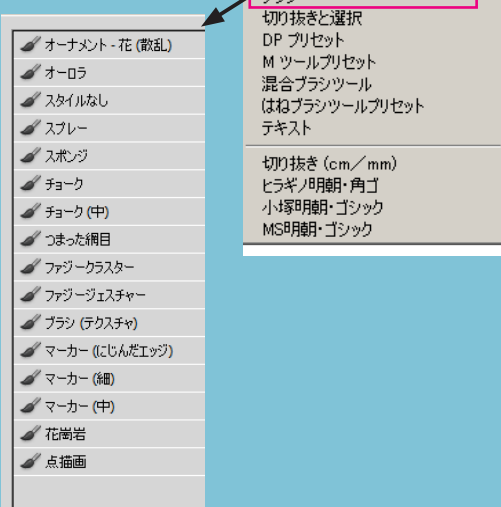 オーナメント - 花 (散乱)
オーロラ
スタイルなし
スプレー
スポンジ
チョーク
チョーク (中)
つまった網目
ファジークラスター
ファジージェスチャー
ブラシ (テクスチャ)
マーカー (にじんだエッジ)
マーカー (細)
マーカー (中)
花崗岩
点描画
切り抜きと選択
DP プリセット
M ツールプリセット
混合ブラシツール
はねブラシツールプリセット
テキスト
切り抜き (cm／mm)
ヒラギノ明朝・角ゴ
小塚明朝・ゴシック
MS明朝・ゴシック